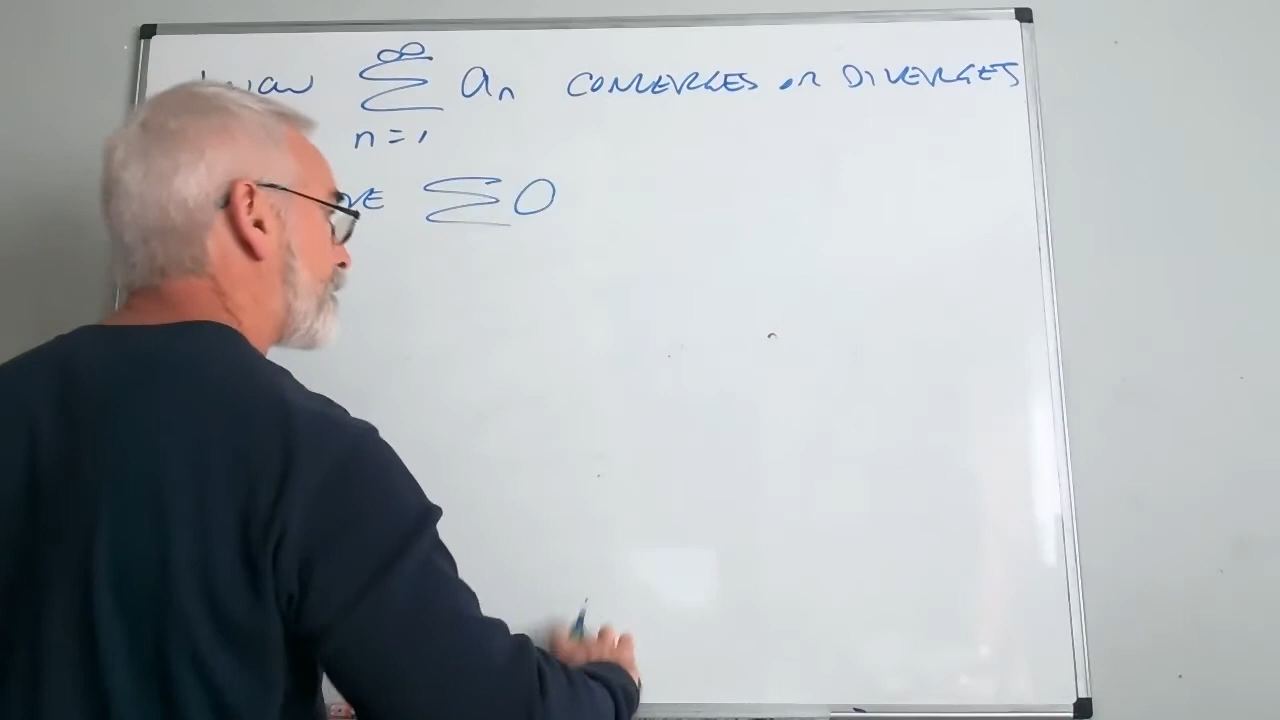 ∞
∑ aₙ CONVERGES OR DIVERGES
n=1
∑0